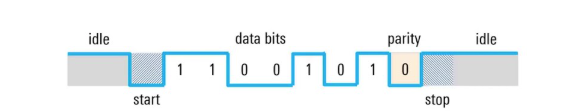 idle data bits parity idle
1 1 0 0 1 0 1 0
start stop